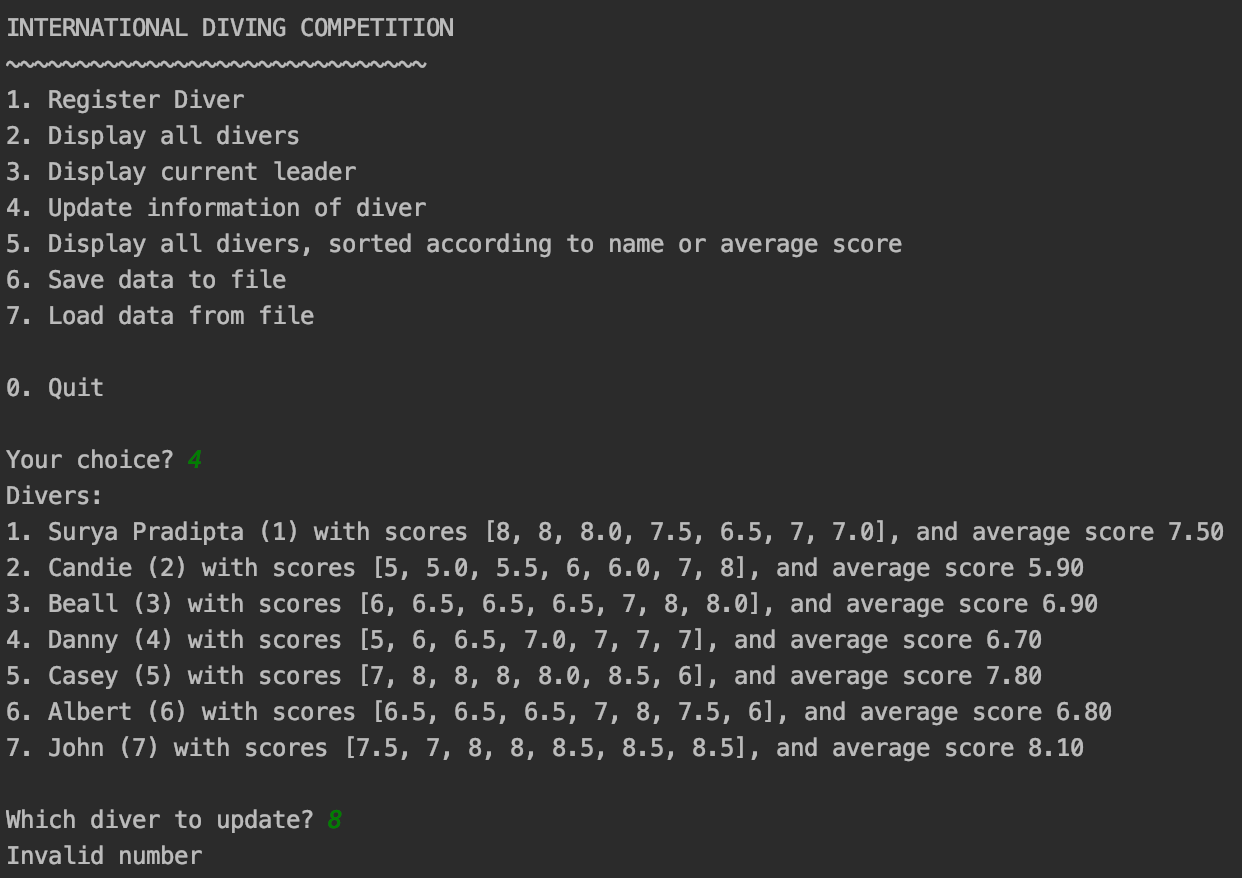 INTERNATIONAL DIVING COMPETITION
~~~~~~~~~~~~~~~~~~~~~~~~~~~~~~
1. Register Diver
2. Display all divers
3. Display current leader
4. Update information of diver
5. Display all divers, sorted according to name or average score
6. Save data to file
7. Load data from file
0. Quit
Your choice? 4
Divers:
1. Surya Pradipta (1) with scores [8, 8, 8.0, 7.5, 6.5, 7, 7.0], and average score 7.50
2. Candie (2) with scores [5, 5.0, 5.5, 6, 6.0, 7, 8], and average score 5.90
3. Beall (3) with scores [6, 6.5, 6.5, 6.5, 7, 8, 8.0], and average score 6.90
4. Danny (4) with scores [5, 6, 6.5, 7.0, 7, 7, 7], and average score 6.70
5. Casey (5) with scores [7, 8, 8, 8, 8.0, 8.5, 6], and average score 7.80
6. Albert (6) with scores [6.5, 6.5, 6.5, 7, 8, 7.5, 6], and average score 6.80
7. John (7) with scores [7.5, 7, 8, 8, 8.5, 8.5, 8.5], and average score 8.10
Which diver to update? 8
Invalid number